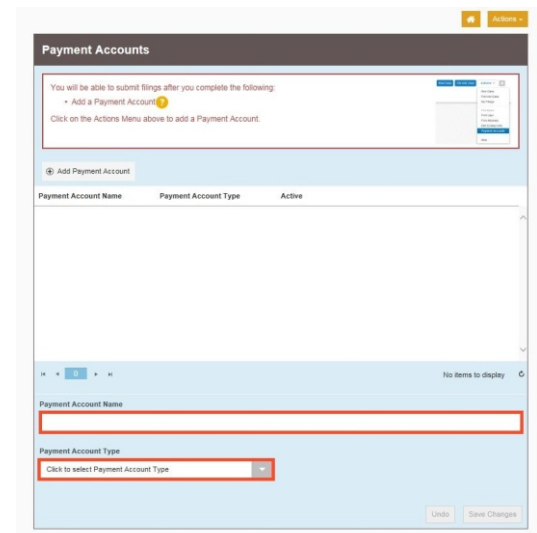 Actions
Payment Accounts
You will be able to submit filings after you complete the following:
• Add a Payment Account ?
Click on the Actions Menu above to add a Payment Account.
Add Payment Account
Payment Account Name Payment Account Type Active
0 No items to display
Payment Account Name
Payment Account Type
Click to select Payment Account Type
Undo Save Changes